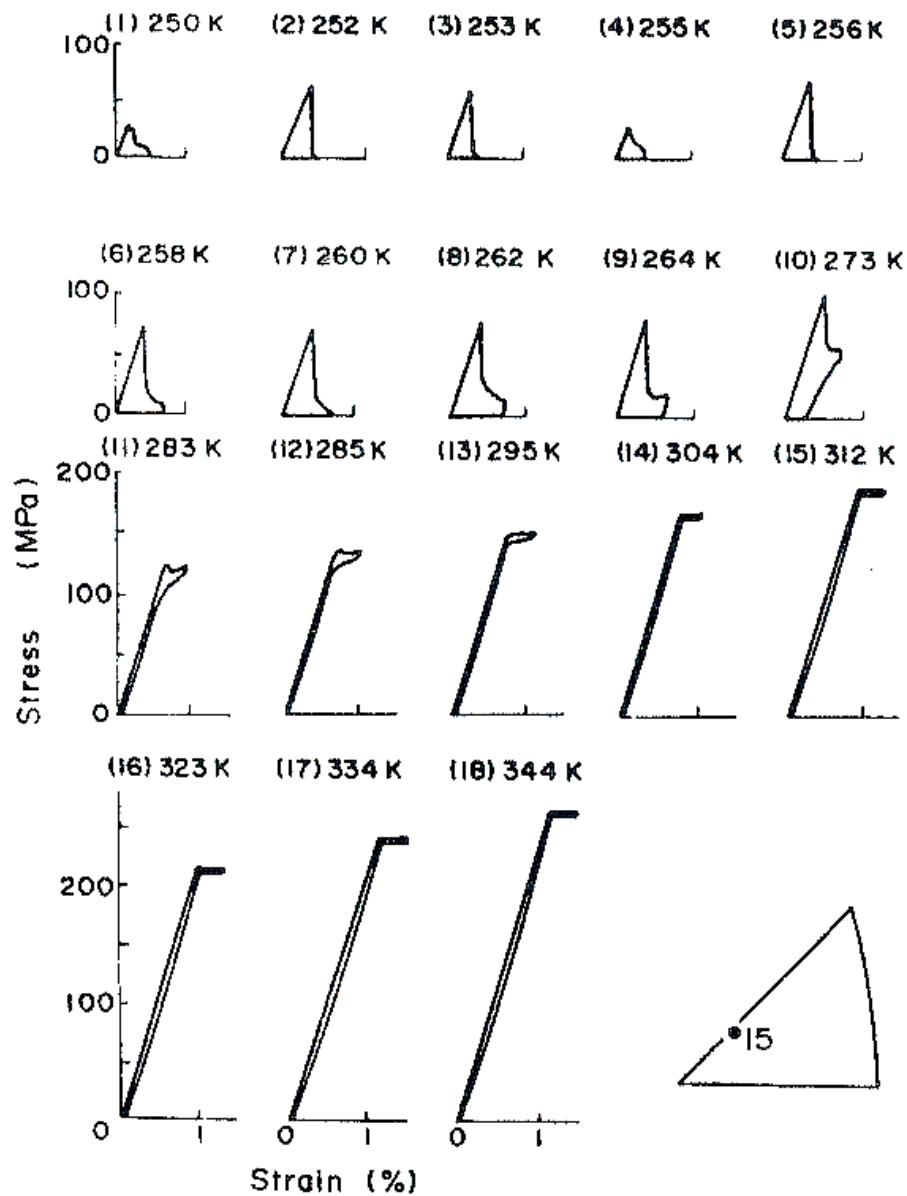 (1) 250 K (2) 252 K (3) 253 K (4) 255 K (5) 256 K
100
0
(6) 258 K (7) 260 K (8) 262 K (9) 264 K (10) 273 K
100
0
(11) 283 K (12) 285 K (13) 295 K (14) 304 K (15) 312 K
200
100
0
Stress (MPa)
(16) 323 K (17) 334 K (18) 344 K
200
100
0 0 0
1 1 1
15
Strain (%)